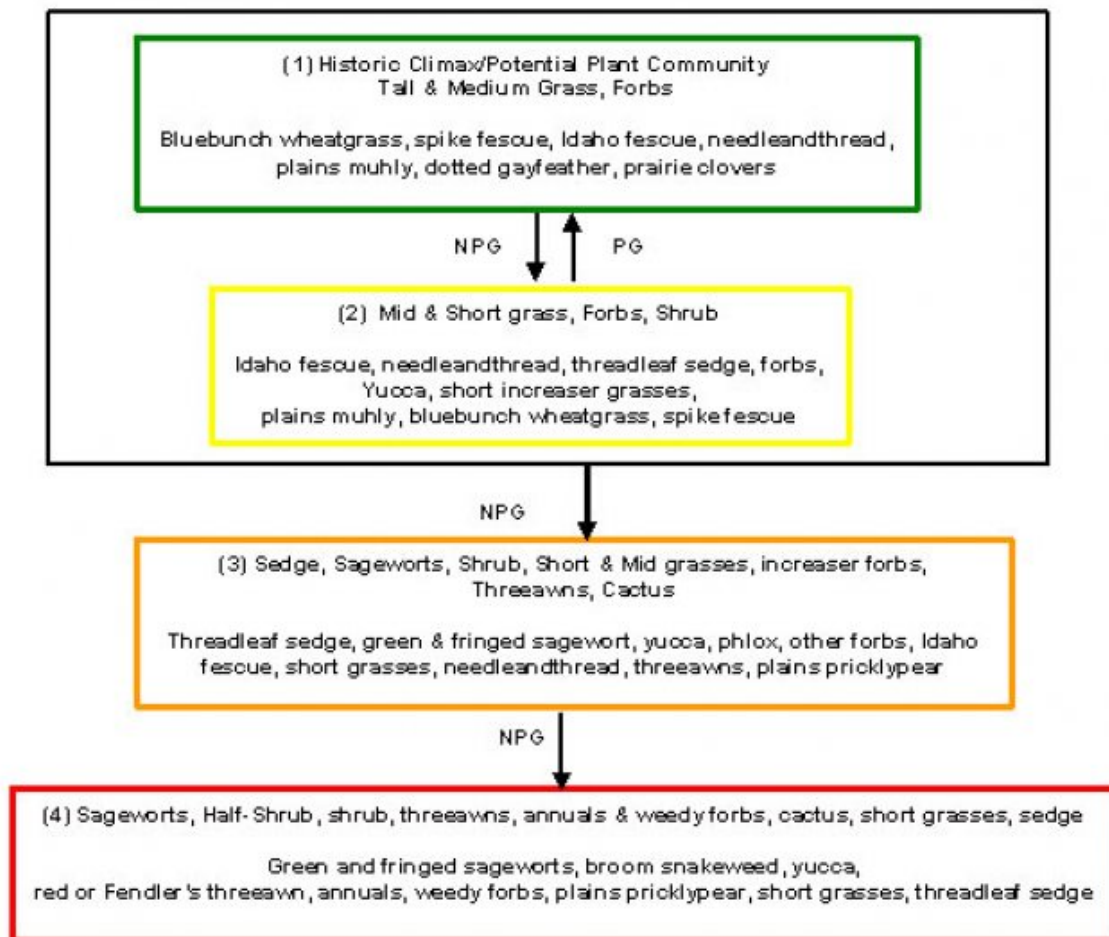 (1) Historic Climax/Potential Plant Community
Tall & Medium Grass, Forbs
Bluebunch wheatgrass, spike fescue, Idaho fescue, needleandthread,
plains muhly, dotted gayfeather, prairie clovers
NPG
PG
(2) Mid & Short grass, Forbs, Shrub
Idaho fescue, needleandthread, threadleaf sedge, forbs,
Yucca, short increaser grasses,
plains muhly, bluebunch wheatgrass, spike fescue
NPG
(3) Sedge, Sageworts, Shrub, Short & Mid grasses, increaser forbs,
Threeawns, Cactus
Threadleaf sedge, green & fringed sagewort, yucca, phlox, other forbs, Idaho
fescue, short grasses, needleandthread, threeawns, plains pricklypear
NPG
(4) Sageworts, Half-Shrub, shrub, threeawns, annuals & weedy forbs, cactus, short grasses, sedge
Green and fringed sageworts, broom snakeweed, yucca,
red or Fendler's threeawn, annuals, weedy forbs, plains pricklypear, short grasses, threadleaf sedge